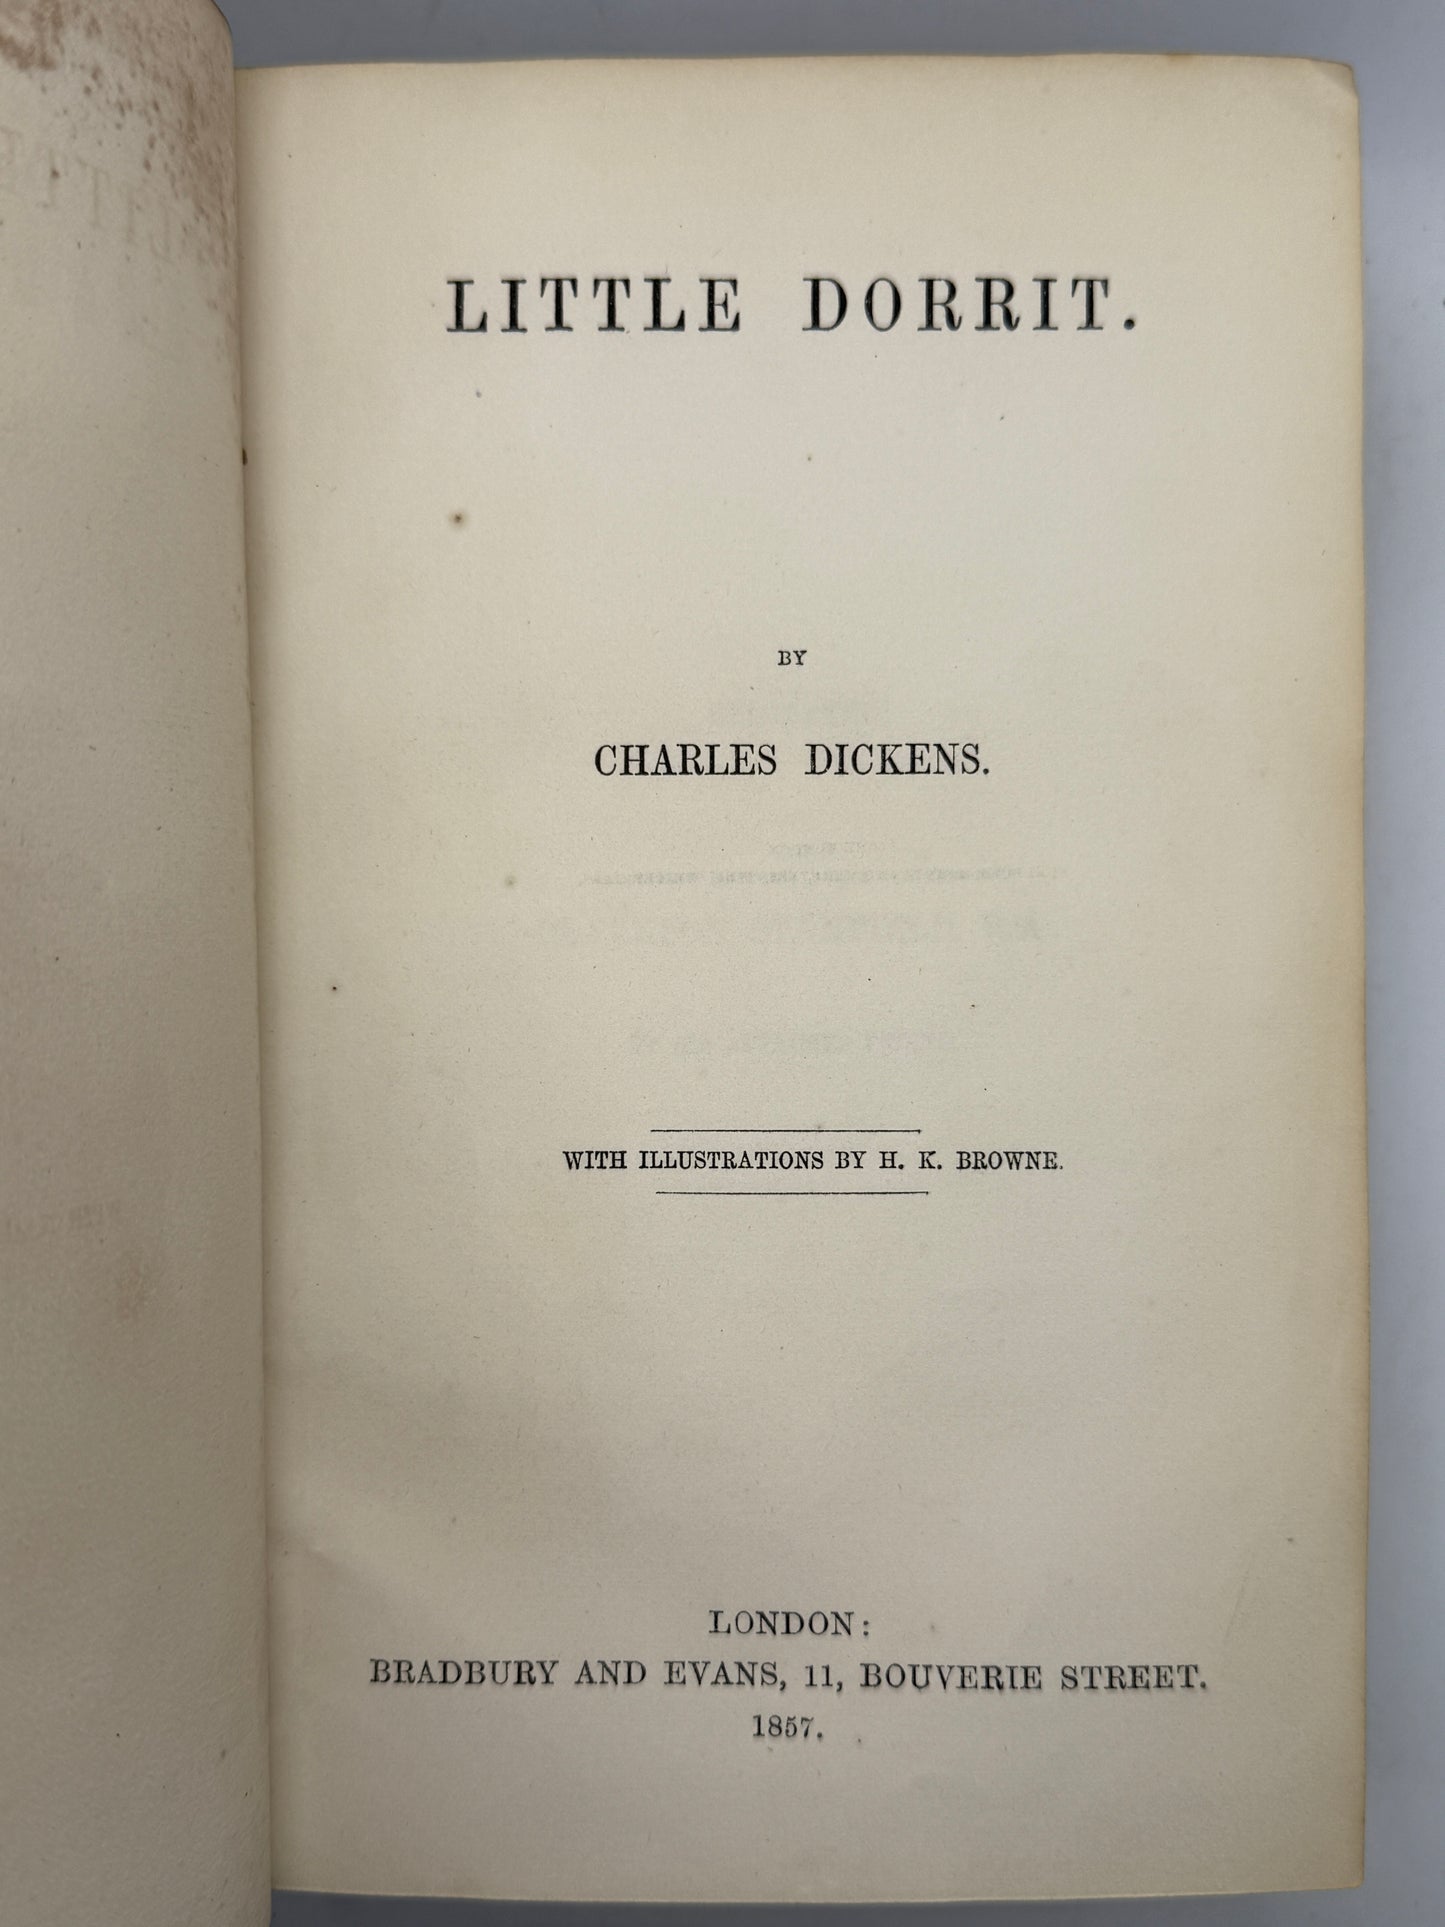 LITTLE DORRIT.
BY
CHARLES DICKENS.
WITH ILLUSTRATIONS BY H. K. BROWNE.
LONDON:
BRADBURY AND EVANS, 11, BOUVERIE STREET.
1857.